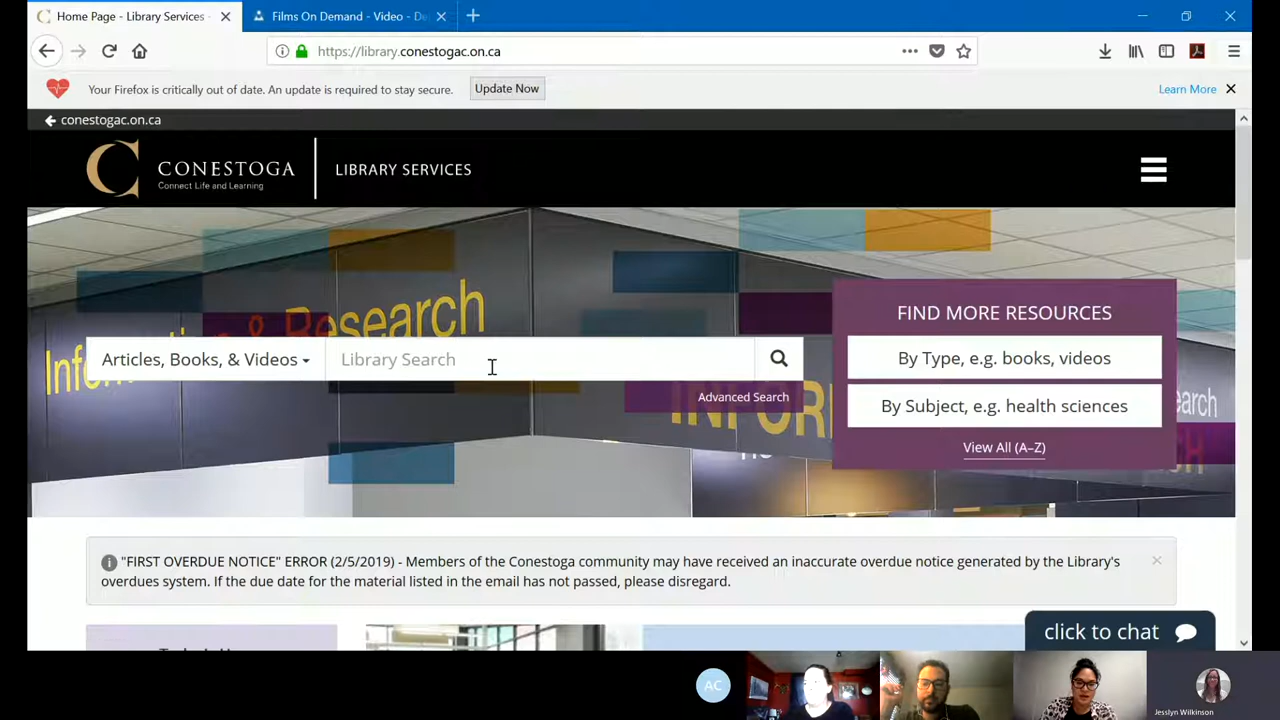 Home Page - Library Services -
Films On Demand - Video - De
https://library.conestogac.on.ca
Your Firefox is critically out of date. An update is required to stay secure.
Update Now
Learn More
conestogac.on.ca
CONESTOGA
Connect Life and Learning
LIBRARY SERVICES
Information & Research
FIND MORE RESOURCES
Articles, Books, & Videos
Library Search
By Type, e.g. books, videos
Advanced Search
By Subject, e.g. health sciences
View All (A–Z)
"FIRST OVERDUE NOTICE" ERROR (2/5/2019) - Members of the Conestoga community may have received an inaccurate overdue notice generated by the Library's
overdues system. If the due date for the material listed in the email has not passed, please disregard.
click to chat
AC
Jesslyn Wilkinson